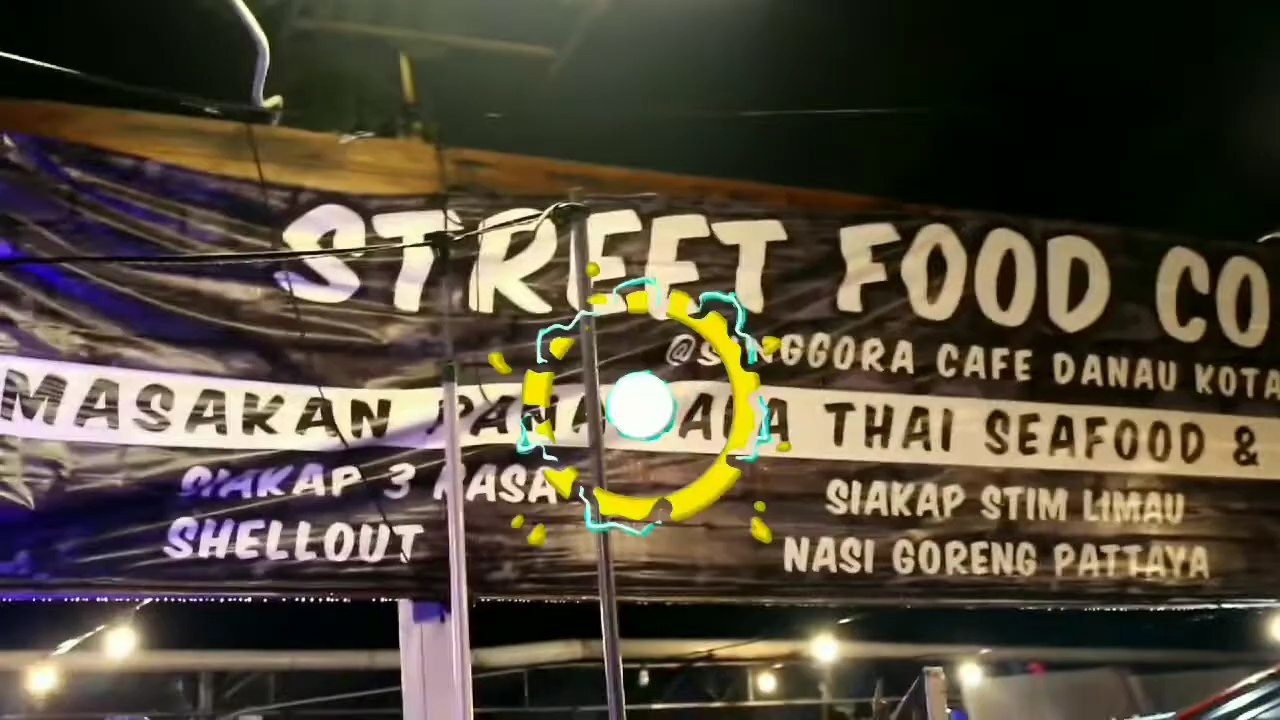 STREET FOOD CO
@SINGGORA CAFE DANAU KOTA
MASAKAN THAI SEAFOOD &
SIAKAP 3 RASA
SIAKAP STIM LIMAU
SHELLOUT
NASI GORENG PATTAYA